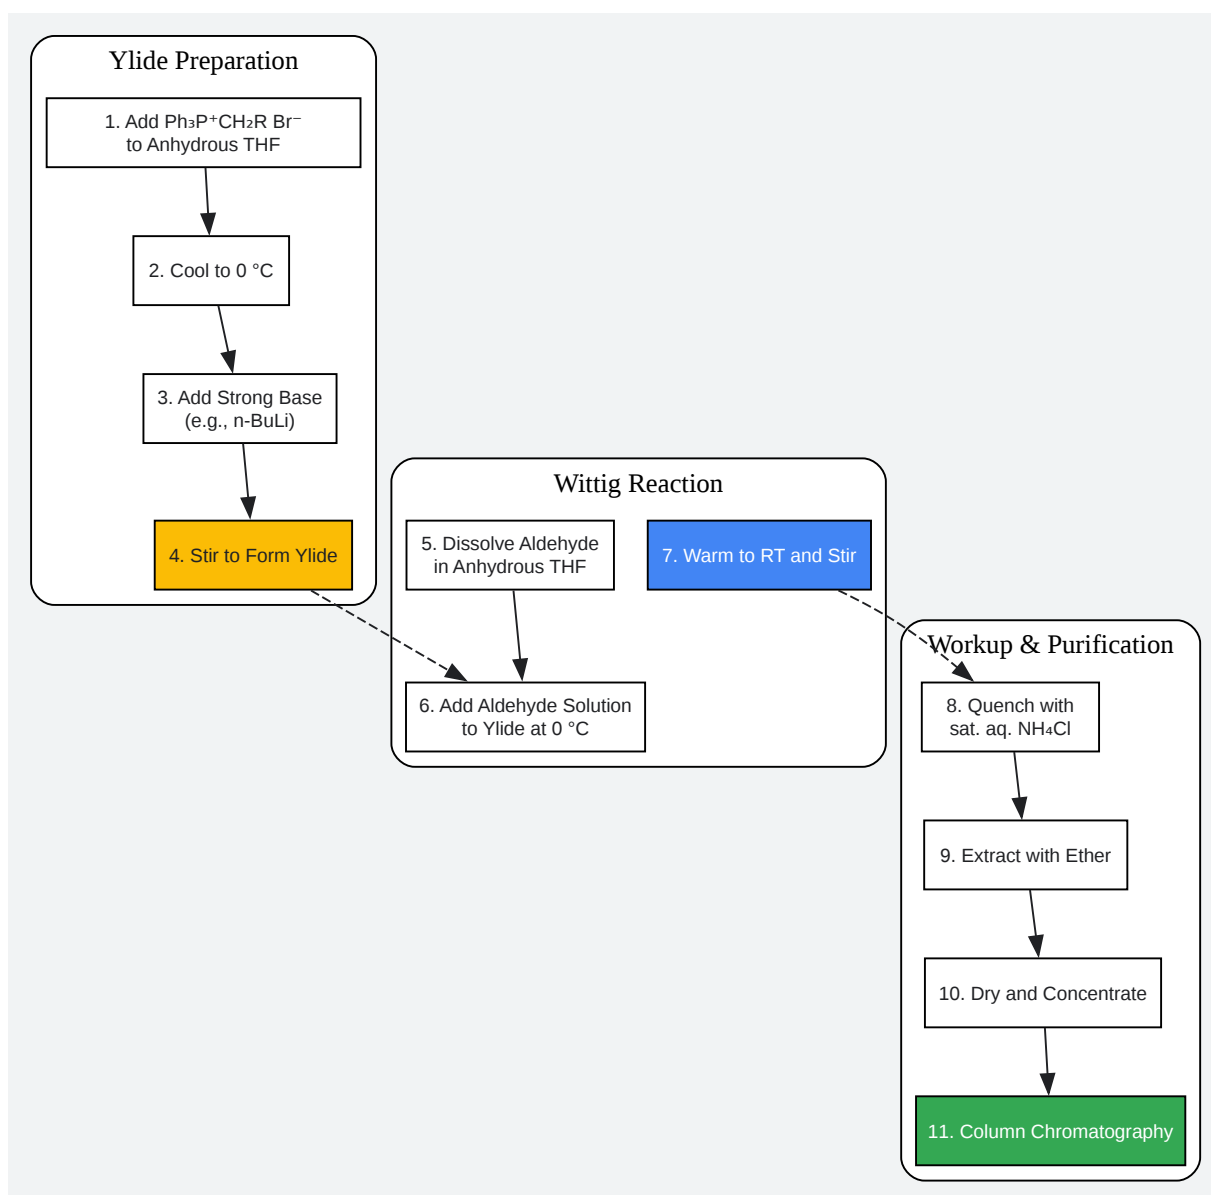 Ylide Preparation
1. Add Ph₃P⁺CH₂R Br⁻
to Anhydrous THF
2. Cool to 0 °C
3. Add Strong Base
(e.g., n-BuLi)
4. Stir to Form Ylide
Wittig Reaction
5. Dissolve Aldehyde
in Anhydrous THF
7. Warm to RT and Stir
6. Add Aldehyde Solution
to Ylide at 0 °C
Workup & Purification
8. Quench with
sat. aq. NH₄Cl
9. Extract with Ether
10. Dry and Concentrate
11. Column Chromatography